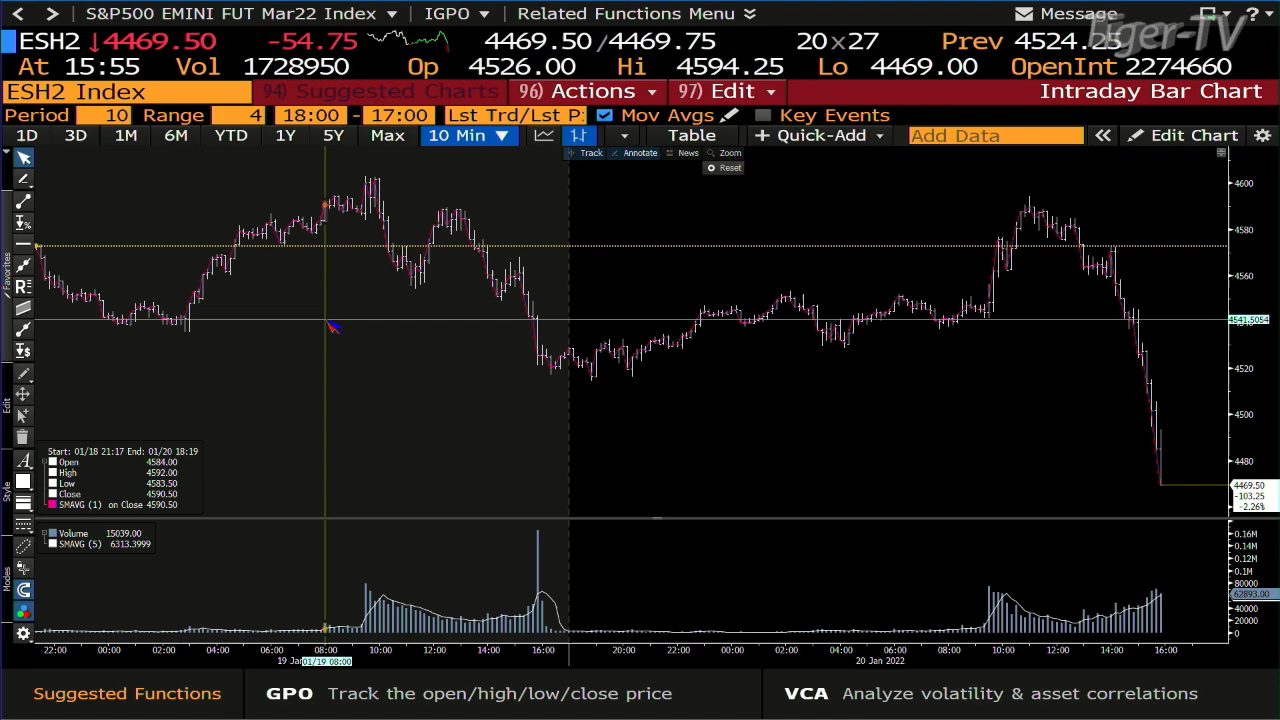 < > S&P500 EMINI FUT Mar22 Index ▼ IGPO ▼ Related Functions Menu Message ?
ESH2 ↓4469.50 -54.75 4469.50/4469.75 20x27 Prev 4524.25
At 15:55 Vol 1728950 Op 4526.00 Hi 4594.25 Lo 4469.00 OpenInt 2274660
ESH2 Index 94) Suggested Charts 96) Actions 97) Edit Intraday Bar Chart
Period 10 Range 4 18:00 - 17:00 Lst Trd/Lst P: Mov Avgs Key Events
1D 3D 1M 6M YTD 1Y 5Y Max 10 Min ▼ Table + Quick-Add Add Data « Edit Chart
Track Annotate News Zoom
Reset
4600
4580
4560
4541.5054
4520
4500
4480
4469.50
-103.25
-2.26%
Favorites
Edit
Style
Modes
Start: 01/18 21:17 End: 01/20 18:19
Open 4584.00
High 4592.00
Low 4583.50
Close 4590.50
SMAVG (1) on Close 4590.50
Volume 15039.00
SMAVG (5) 6313.3999
0.16M
0.14M
0.12M
0.1M
80000
62893.00
40000
20000
0
22:00 00:00 02:00 04:00 06:00 08:00 10:00 12:00 14:00 16:00 20:00 22:00 00:00 02:00 04:00 06:00 08:00 10:00 12:00 14:00 16:00
19 Jan 01/19 08:00 20 Jan 2022
Suggested Functions GPO Track the open/high/low/close price VCA Analyze volatility & asset correlations